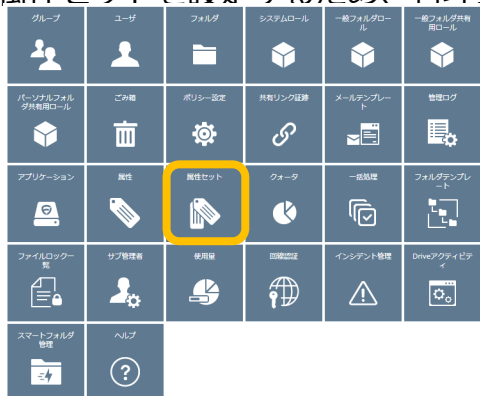 グループ
ユーザ
フォルダ
システムロール
一般フォルダロー
ル
一般フォルダ共有
用ロール
パーソナルフォル
ダ共有用ロール
ごみ箱
ポリシー設定
共有リンク証跡
メールテンプレー
ト
管理ログ
アプリケーション
属性
属性セット
クォータ
一括処理
フォルダテンプレ
ート
ファイルロック一
覧
サブ管理者
使用量
回線認証
インシデント管理
Driveアクティビテ
ィ
スマートフォルダ
管理
ヘルプ